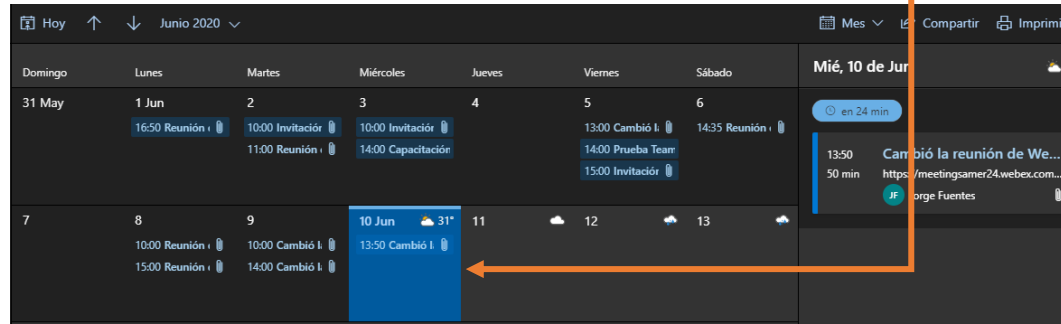 Hoy Junio 2020 Mes Compartir Imprimi
Domingo Lunes Martes Miércoles Jueves Viernes Sábado
31 May 1 Jun 2 3 4 5 6
16:50 Reunión 10:00 Invitación 10:00 Invitación 13:00 Cambió 14:35 Reunión
11:00 Reunión 14:00 Capacitación 14:00 Prueba Team
15:00 Invitación
7 8 9 10 Jun 31° 11 12 13
10:00 Reunión 10:00 Cambió 13:50 Cambió
15:00 Reunión 14:00 Cambió
Mié, 10 de Jun
en 24 min
13:50 Cambió la reunión de We...
50 min https://meetingsamer24.webex.com...
JF Jorge Fuentes